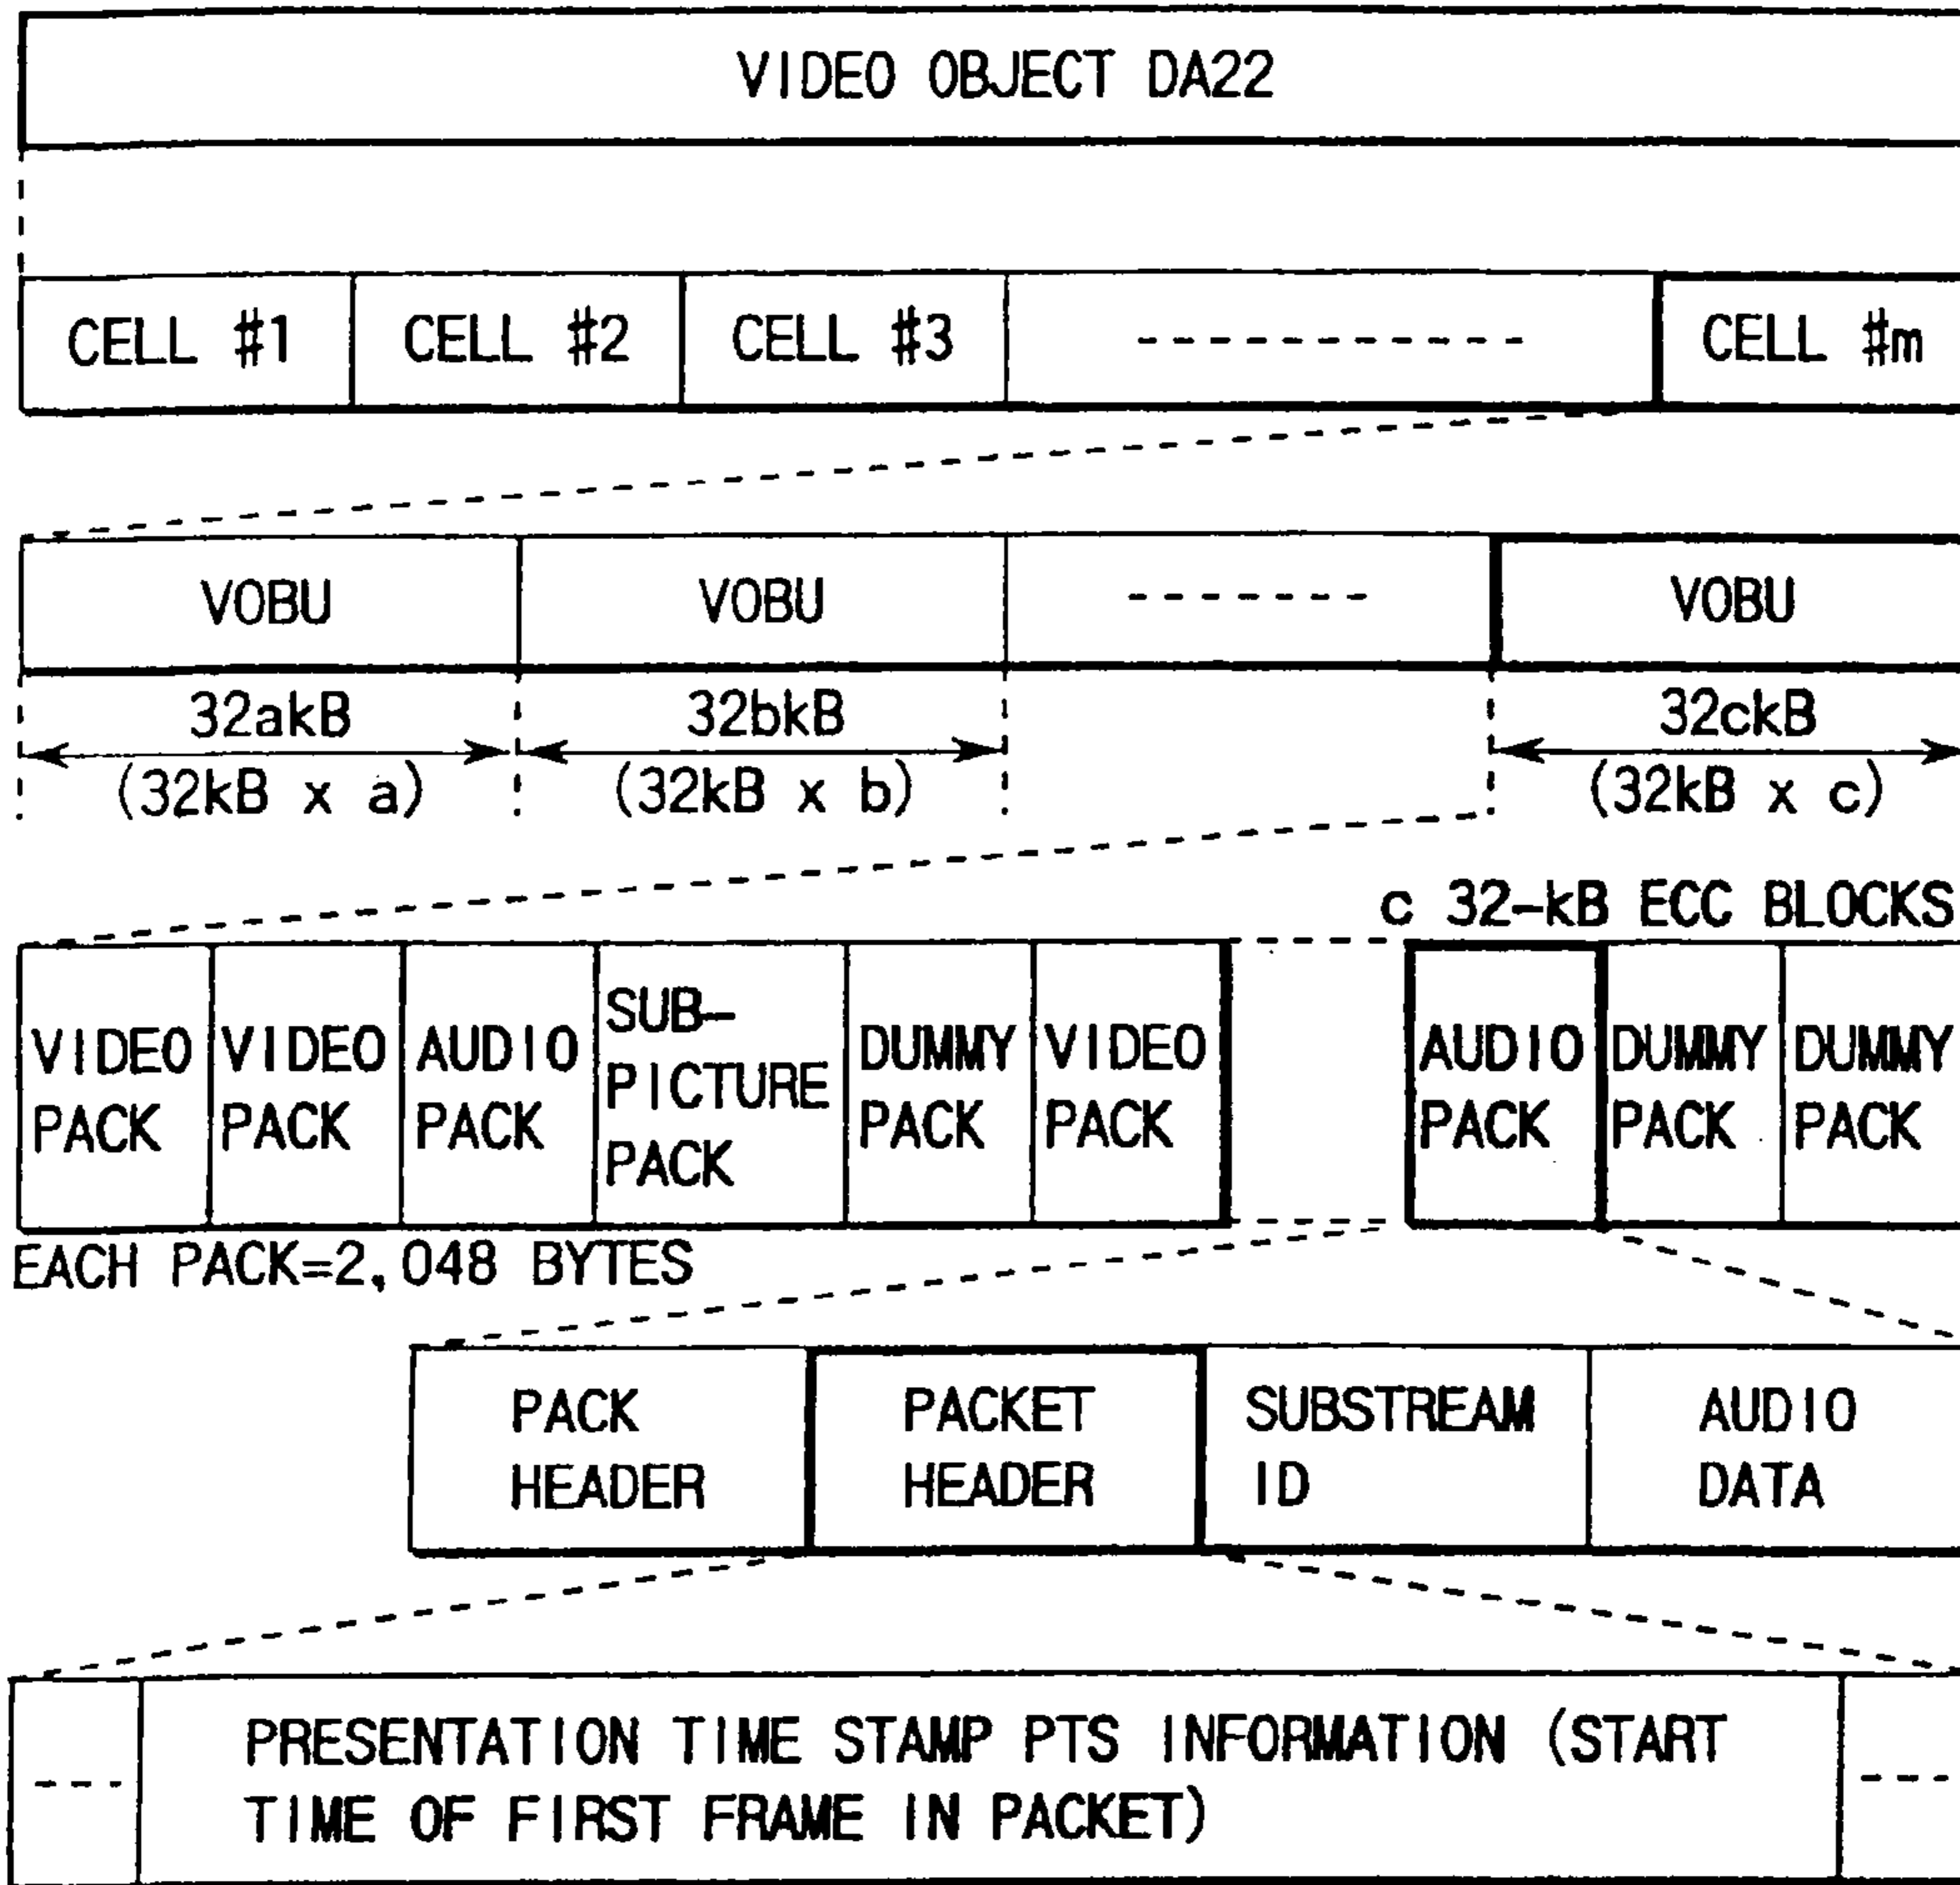 VIDEO OBJECT DA22
CELL #1 CELL #2 CELL #3 CELL #m
VOBU VOBU VOBU
32akB 32bkB 32ckB
(32kB x a) (32kB x b) (32kB x c)
c 32-kB ECC BLOCKS
VIDEO PACK
VIDEO PACK
AUDIO PACK
SUB-
PICTURE
PACK
DUMMY PACK
VIDEO PACK
AUDIO PACK
DUMMY PACK
DUMMY PACK
EACH PACK=2,048 BYTES
PACK
HEADER
PACKET
HEADER
SUBSTREAM
ID
AUDIO
DATA
PRESENTATION TIME STAMP PTS INFORMATION (START
TIME OF FIRST FRAME IN PACKET)